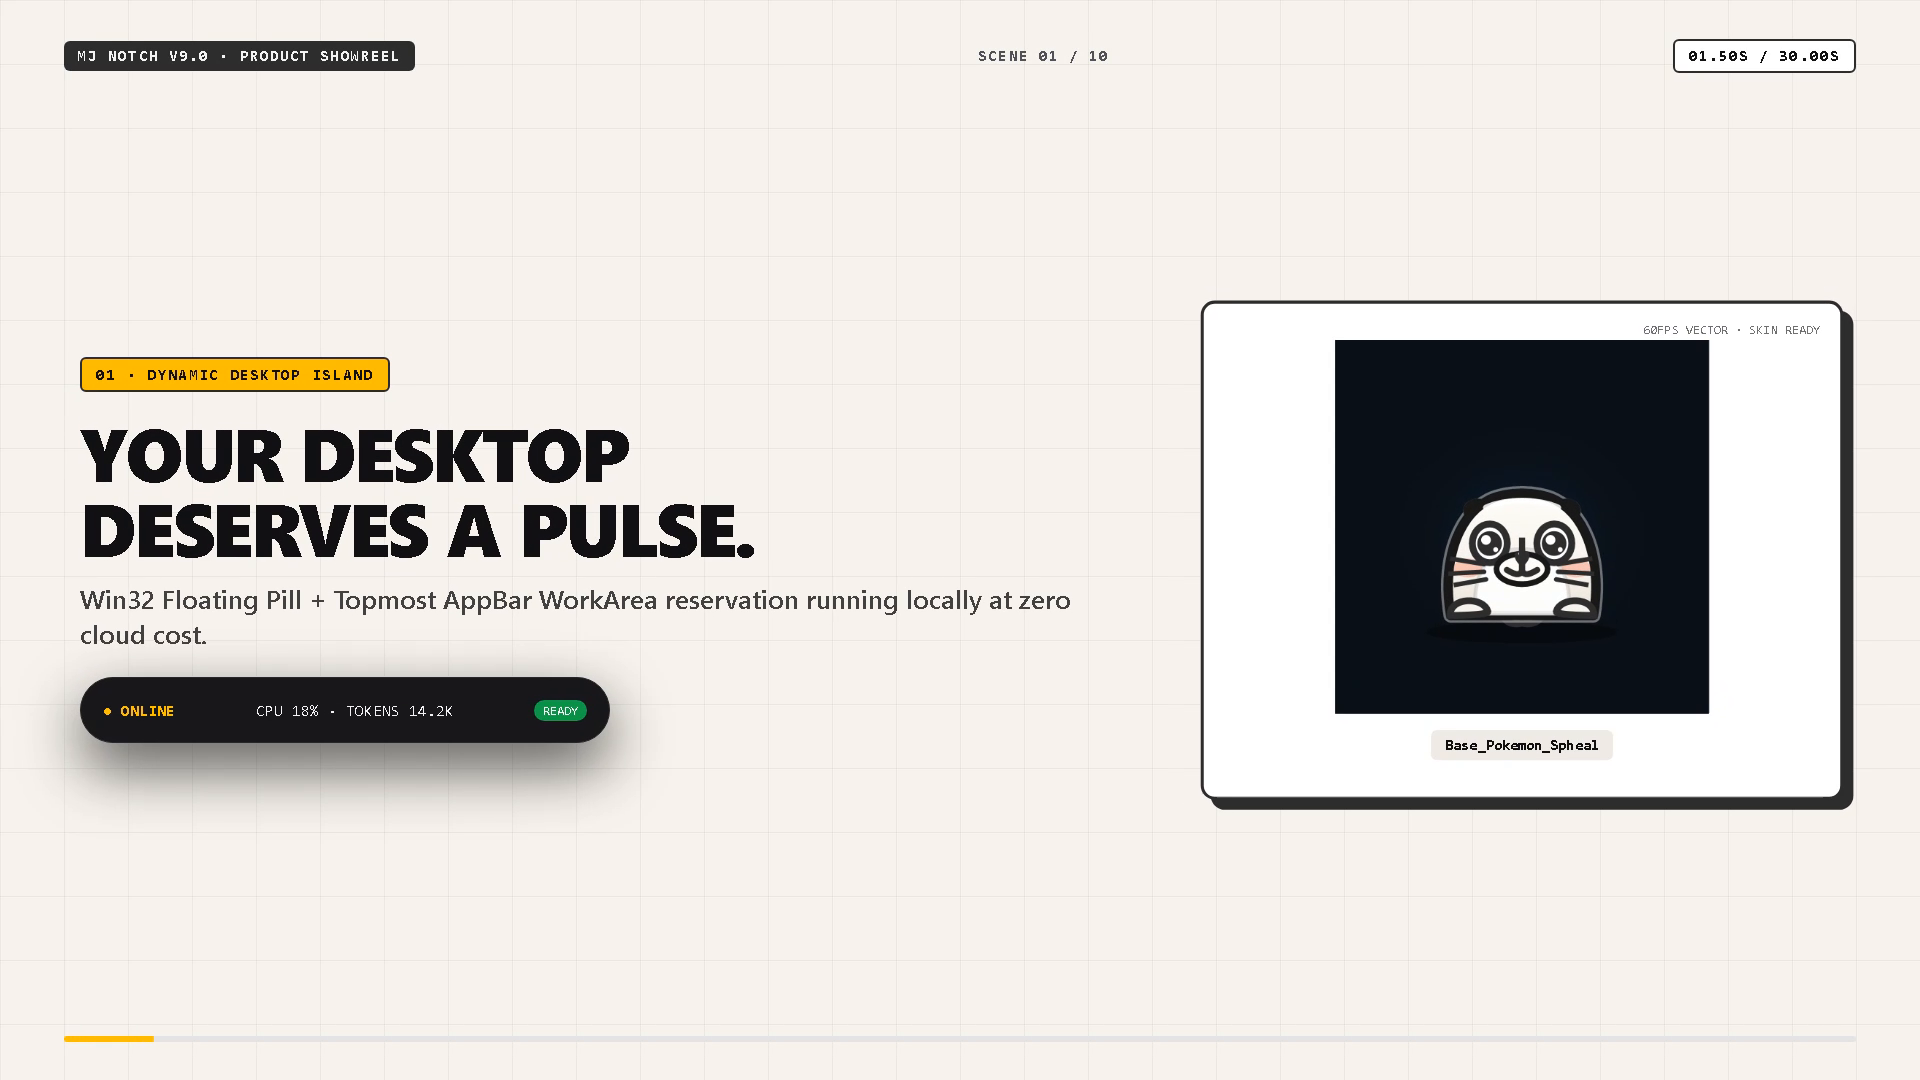 MJ NOTCH V9.0 · PRODUCT SHOWREEL
SCENE 01 / 10
01.50S / 30.00S
01 · DYNAMIC DESKTOP ISLAND
YOUR DESKTOP
DESERVES A PULSE.
Win32 Floating Pill + Topmost AppBar WorkArea reservation running locally at zero
cloud cost.
● ONLINE
CPU 18% · TOKENS 14.2K
READY
60FPS VECTOR · SKIN READY
Base_Pokemon_Spheal